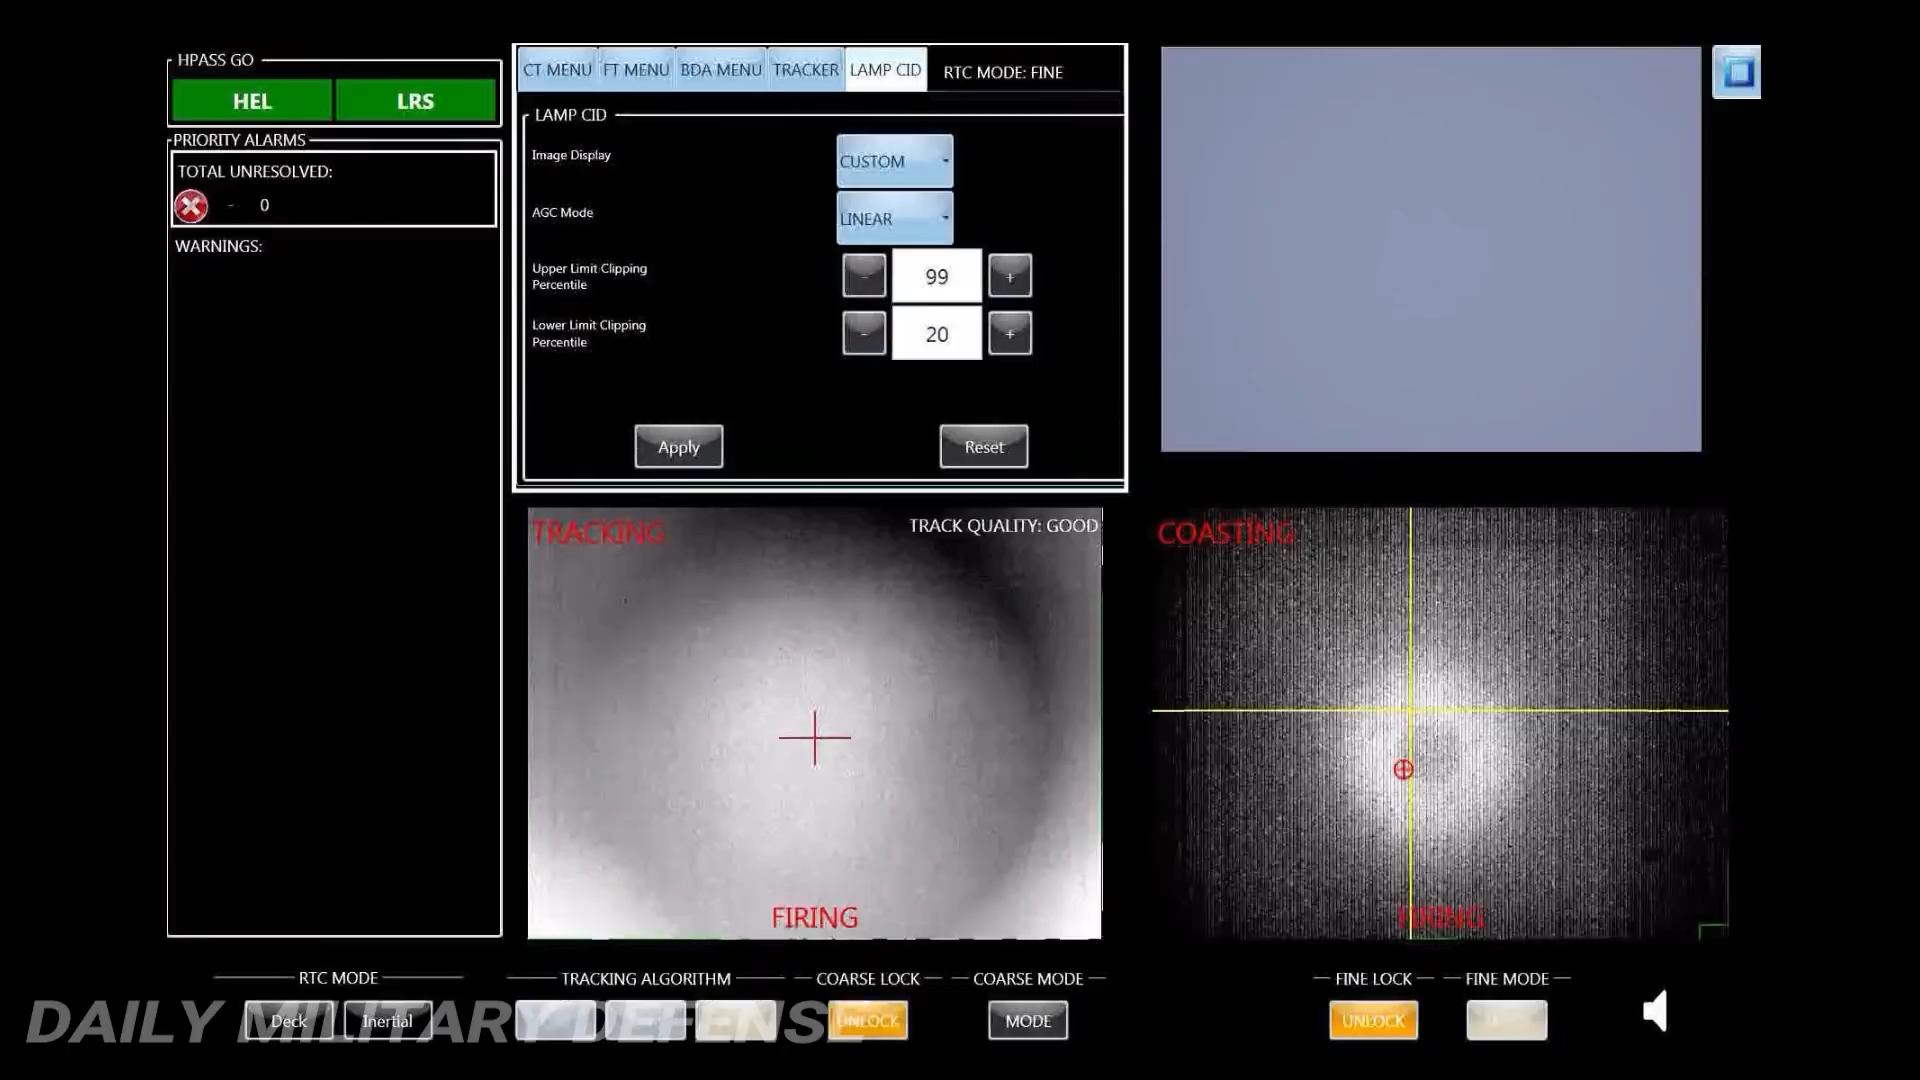 HPASS GO
HEL
LRS
PRIORITY ALARMS
TOTAL UNRESOLVED:
- 0
WARNINGS:
CT MENU
FT MENU
BDA MENU
TRACKER
LAMP CID
RTC MODE: FINE
LAMP CID
Image Display
CUSTOM
AGC Mode
LINEAR
Upper Limit Clipping
Percentile
- 99 +
Lower Limit Clipping
Percentile
- 20 +
Apply
Reset
TRACKING
TRACK QUALITY: GOOD
FIRING
COASTING
FIRING
RTC MODE
TRACKING ALGORITHM
COARSE LOCK
COARSE MODE
FINE LOCK
FINE MODE
Deck
Inertial
UNLOCK
MODE
UNLOCK
DAILY MILITARY DEFENSE